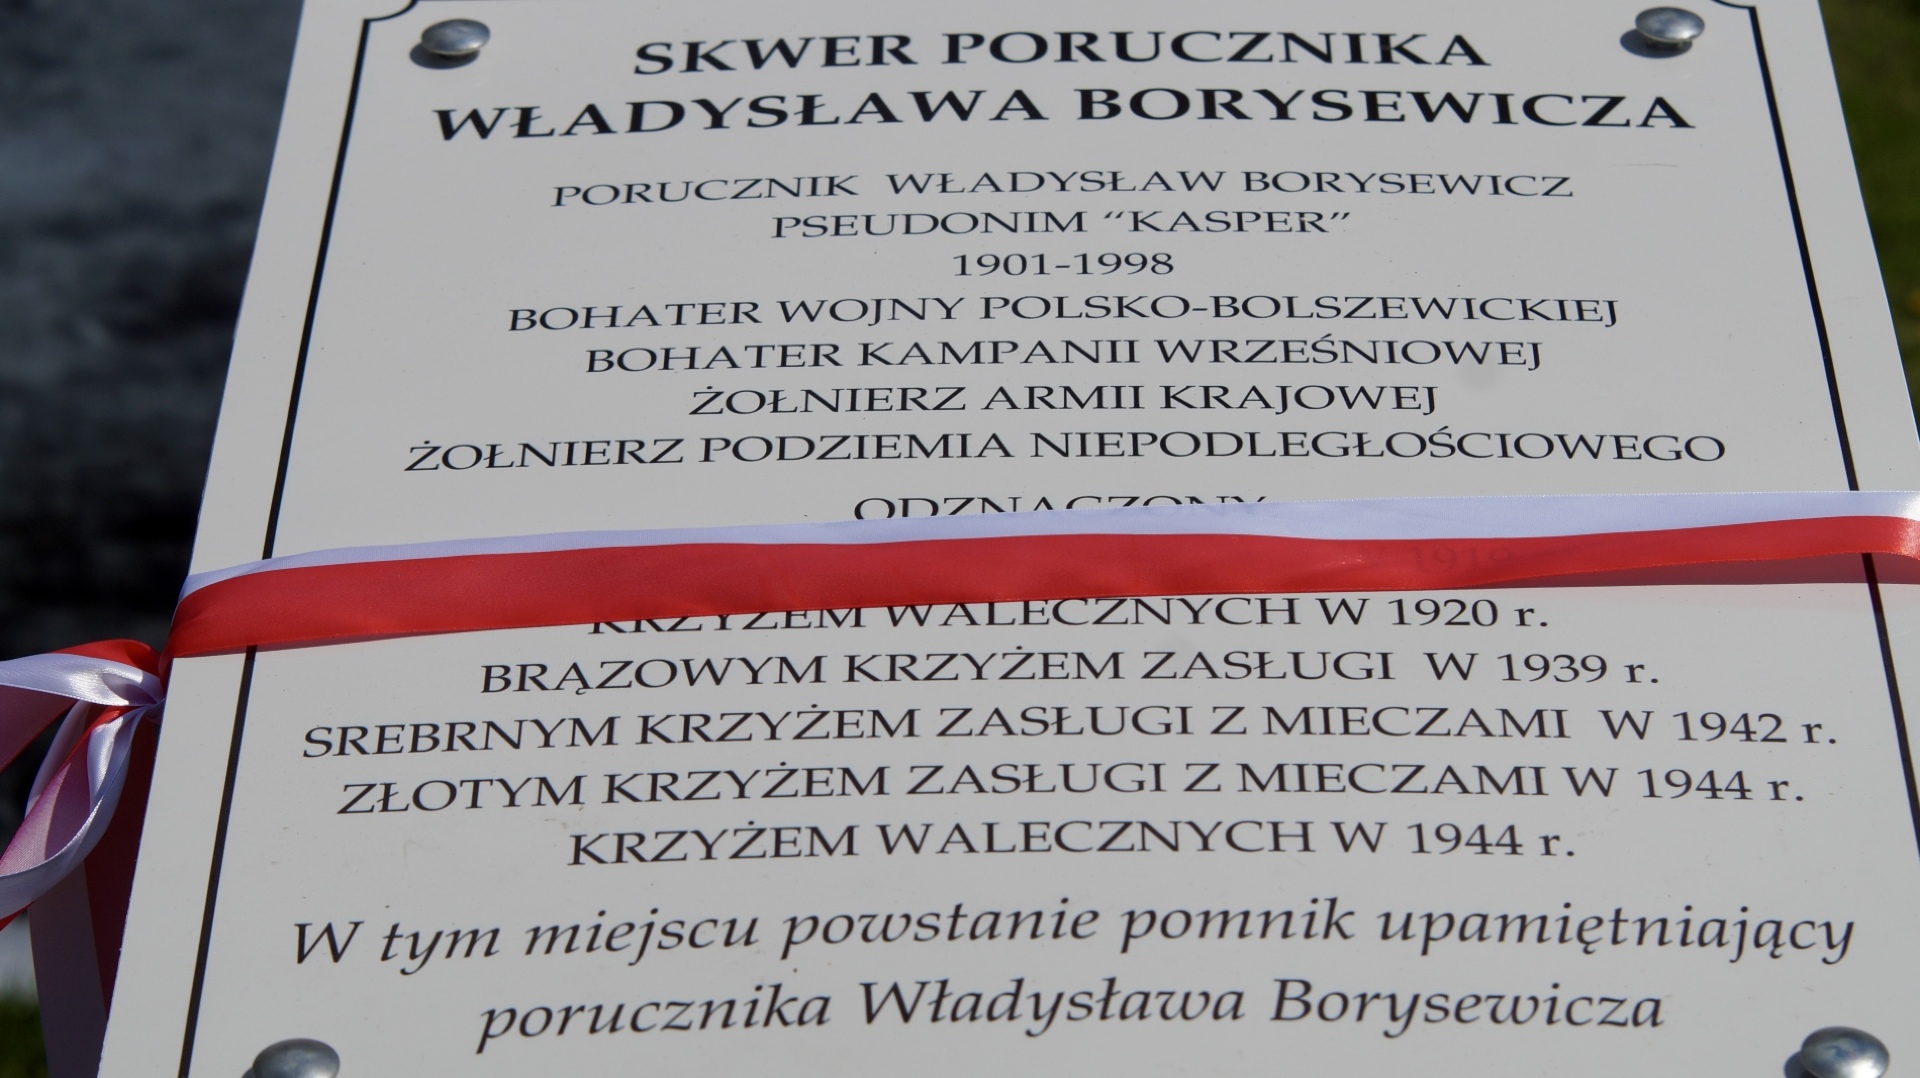 SKWER PORUCZNIKA
WŁADYSŁAWA BORYSEWICZA
PORUCZNIK WŁADYSŁAW BORYSEWICZ
PSEUDONIM “KASPER”
1901-1998
BOHATER WOJNY POLSKO-BOLSZEWICKIEJ
BOHATER KAMPANII WRZEŚNIOWEJ
ŻOŁNIERZ ARMII KRAJOWEJ
ŻOŁNIERZ PODZIEMIA NIEPODLEGŁOŚCIOWEGO
ODZNACZONY
W 1919
KRZYŻEM WALECZNYCH W 1920 r.
BRĄZOWYM KRZYŻEM ZASŁUGI W 1939 r.
SREBRNYM KRZYŻEM ZASŁUGI Z MIECZAMI W 1942 r.
ZŁOTYM KRZYŻEM ZASŁUGI Z MIECZAMI W 1944 r.
KRZYŻEM WALECZNYCH W 1944 r.
W tym miejscu powstanie pomnik upamiętniający
porucznika Władysława Borysewicza